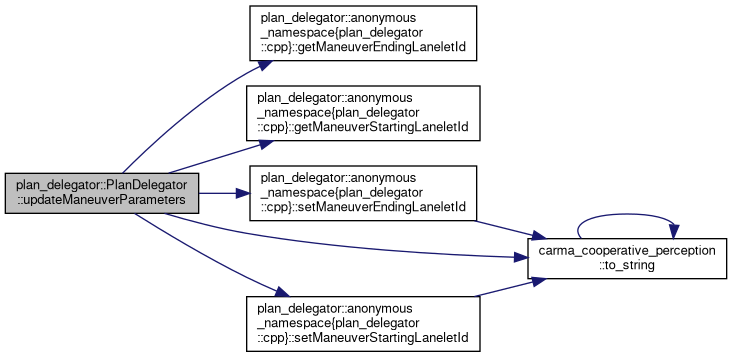 plan_delegator::anonymous
_namespace{plan_delegator
::cpp}::getManeuverEndingLaneletId
plan_delegator::anonymous
_namespace{plan_delegator
::cpp}::getManeuverStartingLaneletId
plan_delegator::PlanDelegator
::updateManeuverParameters
plan_delegator::anonymous
_namespace{plan_delegator
::cpp}::setManeuverEndingLaneletId
carma_cooperative_perception
::to_string
plan_delegator::anonymous
_namespace{plan_delegator
::cpp}::setManeuverStartingLaneletId